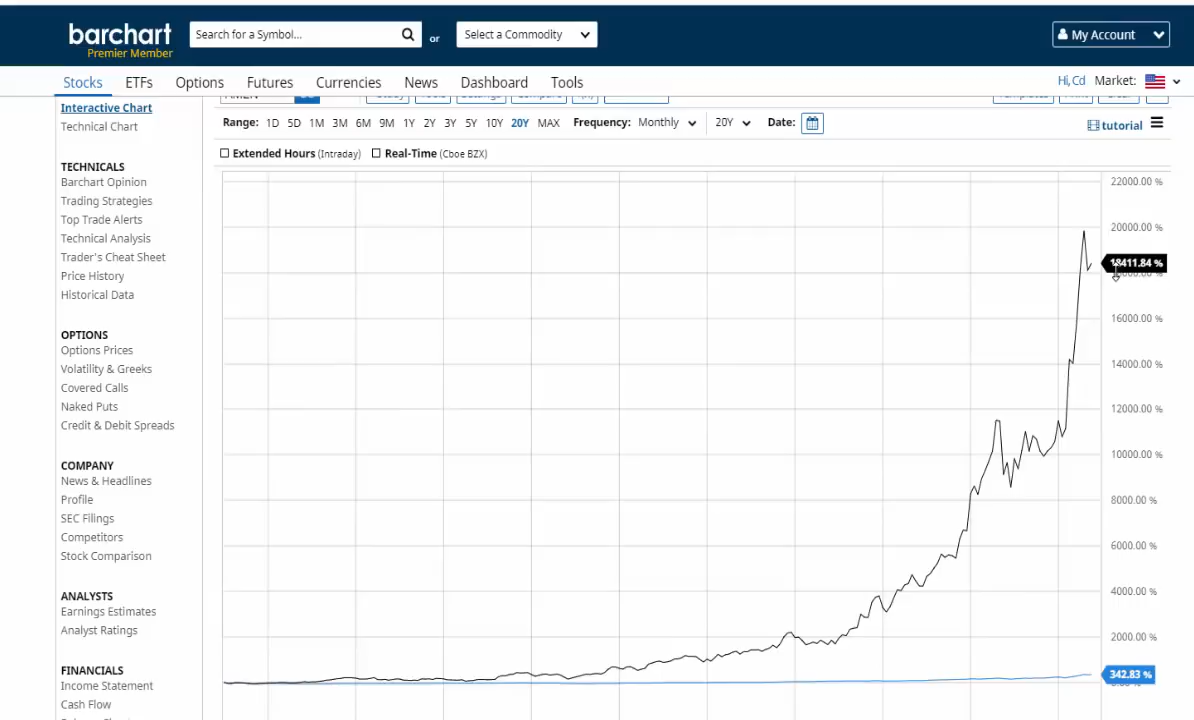 barchart
Premier Member
Search for a Symbol...
or
Select a Commodity
My Account
Stocks ETFs Options Futures Currencies News Dashboard Tools
Hi, Cd Market:
Interactive Chart
Technical Chart
TECHNICALS
Barchart Opinion
Trading Strategies
Top Trade Alerts
Technical Analysis
Trader's Cheat Sheet
Price History
Historical Data
OPTIONS
Options Prices
Volatility & Greeks
Covered Calls
Naked Puts
Credit & Debit Spreads
COMPANY
News & Headlines
Profile
SEC Filings
Competitors
Stock Comparison
ANALYSTS
Earnings Estimates
Analyst Ratings
FINANCIALS
Income Statement
Cash Flow
Range: 1D 5D 1M 3M 6M 9M 1Y 2Y 3Y 5Y 10Y 20Y MAX Frequency: Monthly 20Y Date:
tutorial
Extended Hours (Intraday) Real-Time (Cboe BZX)
22000.00 %
20000.00 %
18411.84 %
16000.00 %
14000.00 %
12000.00 %
10000.00 %
8000.00 %
6000.00 %
4000.00 %
2000.00 %
342.83 %